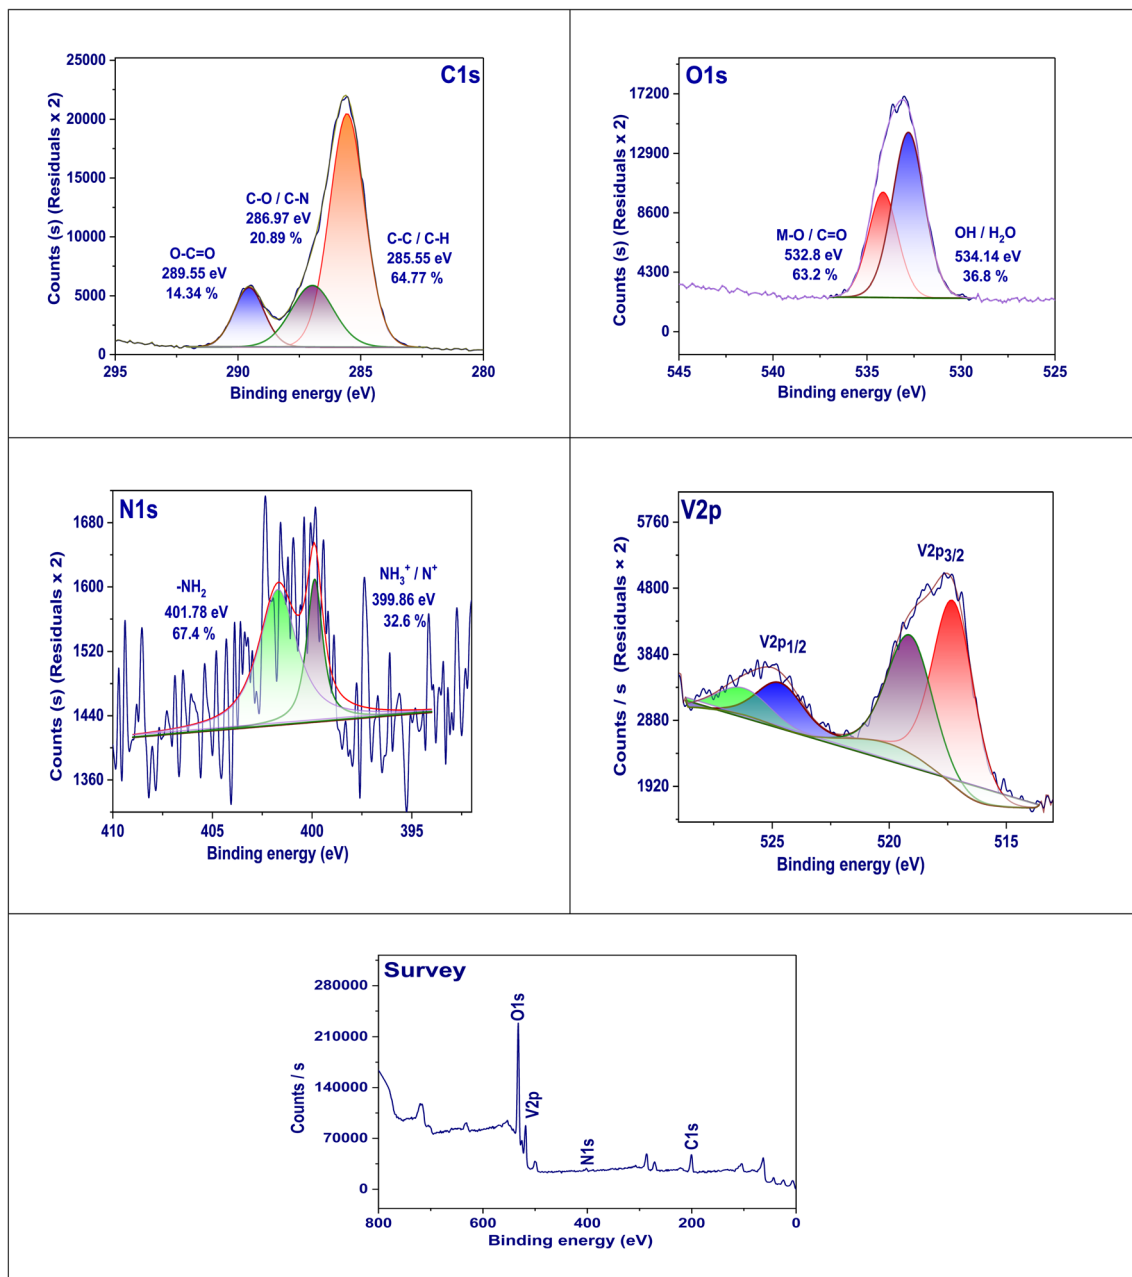 C1s
Counts (s) (Residuals x 2)
25000
20000
15000
10000
5000
0
C-O / C-N
286.97 eV
20.89 %
O-C=O
289.55 eV
14.34 %
C-C / C-H
285.55 eV
64.77 %
295 290 285 280
Binding energy (eV)
O1s
Counts (s) (Residuals x 2)
17200
12900
8600
4300
0
M-O / C=O
532.8 eV
63.2 %
OH / H₂O
534.14 eV
36.8 %
545 540 535 530 525
Binding energy (eV)
N1s
Counts (s) (Residuals × 2)
1680
1600
1520
1440
1360
-NH₂
401.78 eV
67.4 %
NH₃⁺ / N⁺
399.86 eV
32.6 %
410 405 400 395
Binding energy (eV)
V2p
Counts / s (Residuals × 2)
5760
4800
3840
2880
1920
V2p₃/₂
V2p₁/₂
525 520 515
Binding energy (eV)
Survey
Counts / s
280000
210000
140000
70000
0
O1s
V2p
N1s
C1s
800 600 400 200 0
Binding energy (eV)